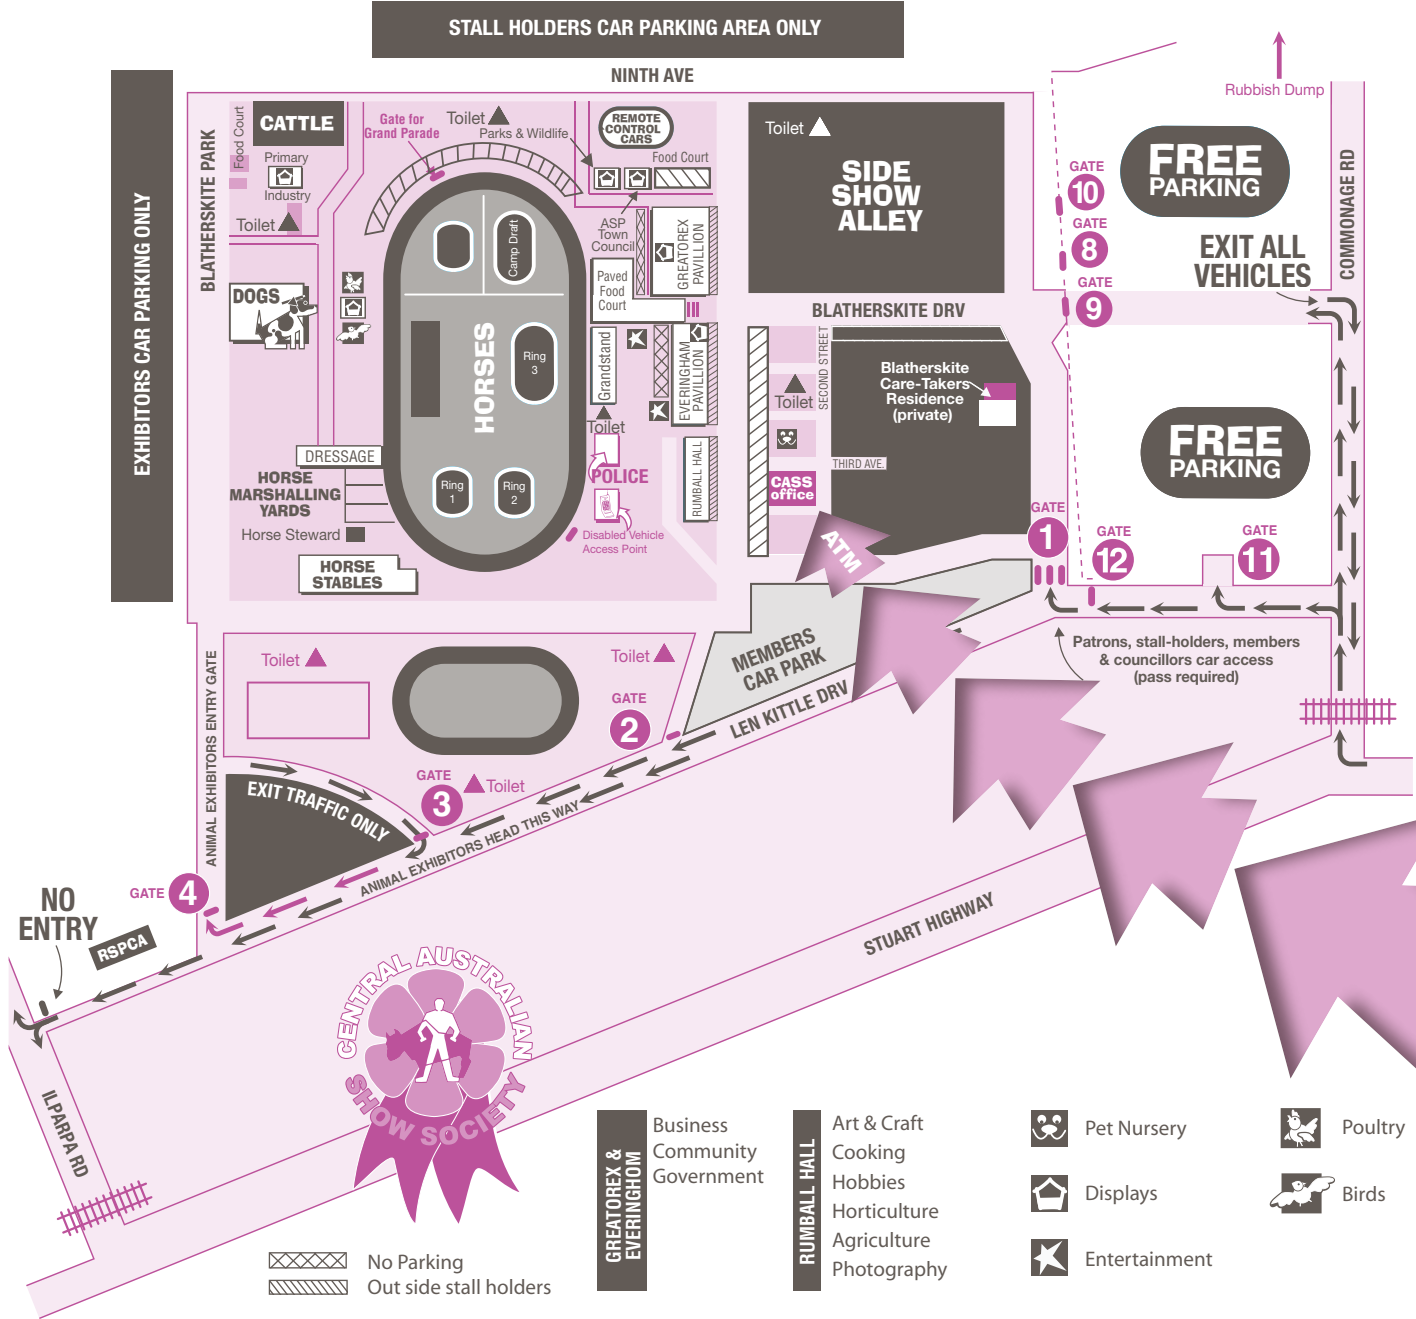 STALL HOLDERS CAR PARKING AREA ONLY
NINTH AVE
EXHIBITORS CAR PARKING ONLY
BLATHERSKITE PARK
Food Court
CATTLE
Primary
Industry
Toilet
Gate for
Grand Parade
Toilet
Parks & Wildlife
REMOTE
CONTROL
CARS
Food Court
ASP
Town
Council
GREATOREX
PAVILLION
Paved
Food
Court
Camp Draft
HORSES
Ring
3
Ring
1
Ring
2
Grandstand
Toilet
EVERINGHAM
PAVILLION
POLICE
RUMBALL HALL
Disabled Vehicle
Access Point
DOGS
DRESSAGE
HORSE
MARSHALLING
YARDS
Horse Steward
HORSE
STABLES
Toilet
SIDE
SHOW
ALLEY
BLATHERSKITE DRV
SECOND STREET
Toilet
Blatherskite
Care-Takers
Residence
(private)
THIRD AVE.
CASS
office
ATM
Rubbish Dump
FREE
PARKING
GATE
10
GATE
8
GATE
9
EXIT ALL
VEHICLES
COMMONAGE RD
FREE
PARKING
GATE
1
GATE
12
GATE
11
Patrons, stall-holders, members
& councillors car access
(pass required)
MEMBERS
CAR PARK
LEN KITTLE DRV
Toilet
Toilet
GATE
2
GATE
3
Toilet
ANIMAL EXHIBITORS ENTRY GATE
EXIT TRAFFIC ONLY
ANIMAL EXHIBITORS HEAD THIS WAY
GATE 4
NO
ENTRY
RSPCA
STUART HIGHWAY
ILPARPA RD
CENTRAL AUSTRALIAN
SHOW SOCIETY
No Parking
Out side stall holders
GREATOREX &
EVERINGHOM
Business
Community
Government
RUMBALL HALL
Art & Craft
Cooking
Hobbies
Horticulture
Agriculture
Photography
Pet Nursery
Displays
Entertainment
Poultry
Birds